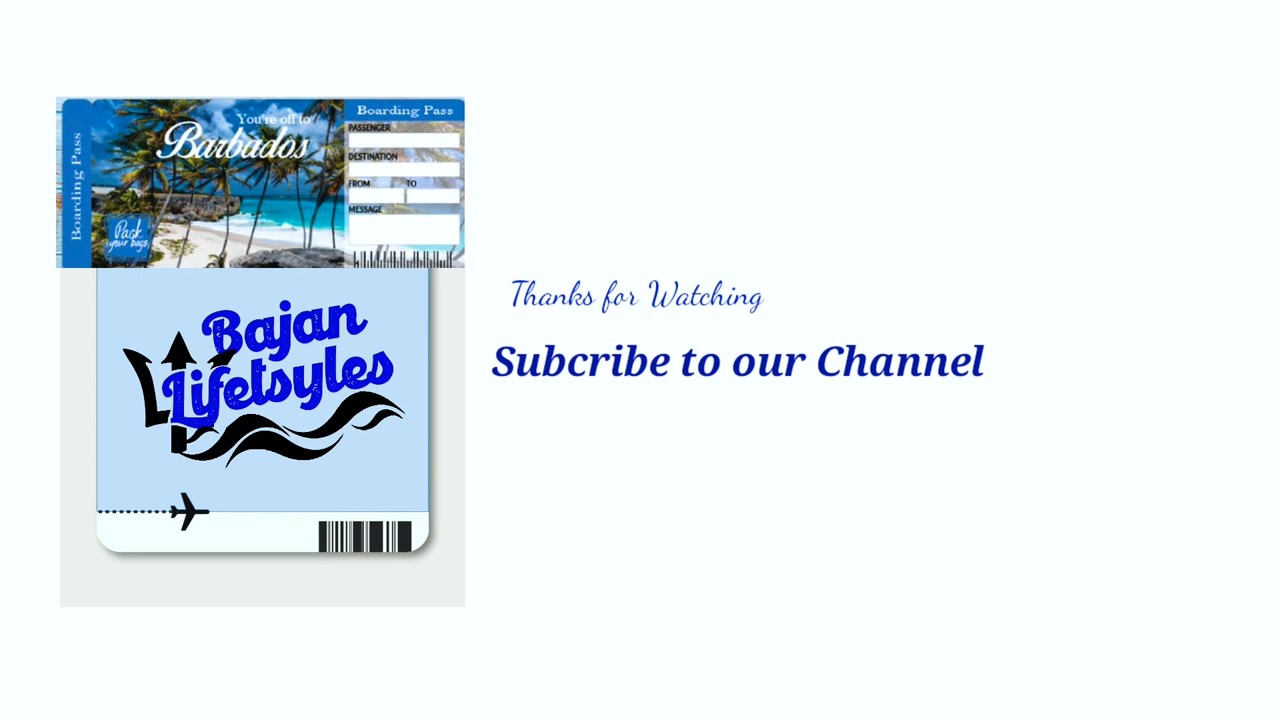 Boarding Pass
You're off to
Barbados
Pack
your bags
Boarding Pass
PASSENGER
DESTINATION
FROM TO
MESSAGE
Bajan
Lifetsyles
Thanks for Watching
Subcribe to our Channel